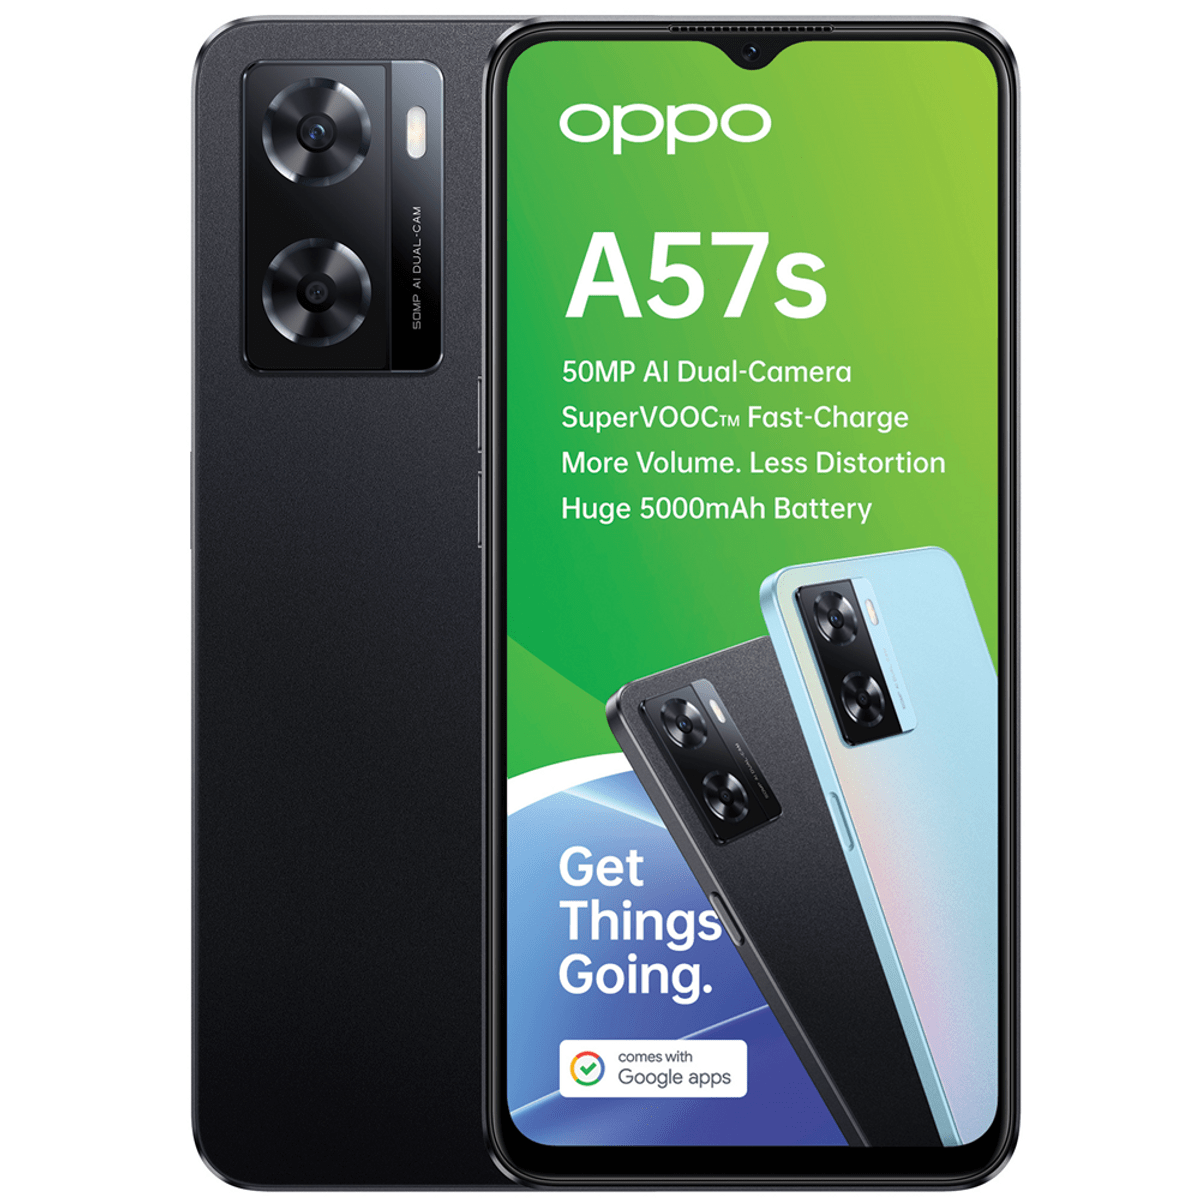 50MP AI DUAL-CAM
oppo
A57s
50MP AI Dual-Camera
SuperVOOC™ Fast-Charge
More Volume. Less Distortion
Huge 5000mAh Battery
Get
Things
Going.
comes with
Google apps